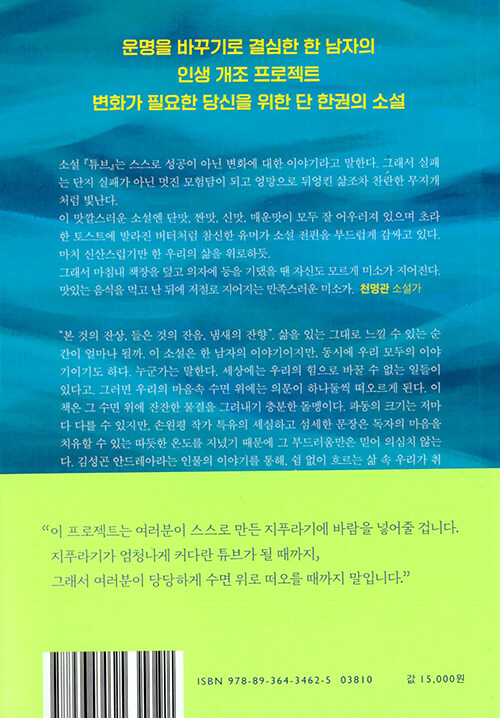 운명을 바꾸기로 결심한 한 남자의
인생 개조 프로젝트
변화가 필요한 당신을 위한 단 한권의 소설
소설 『튜브』는 스스로 성공이 아닌 변화에 대한 이야기라고 말한다. 그래서 실패
는 단지 실패가 아닌 멋진 모험담이 되고 엉망으로 뒤엉킨 삶조차 찬란한 무지개
처럼 빛난다.
이 맛깔스러운 소설엔 단맛, 짠맛, 신맛, 매운맛이 모두 잘 어우러져 있으며 초라
한 토스트에 발라진 버터처럼 참신한 유머가 소설 전편을 부드럽게 감싸고 있다.
마치 신산스럽기만 한 우리의 삶을 위로하듯.
그래서 마침내 책장을 덮고 의자에 등을 기댔을 땐 자신도 모르게 미소가 지어진다.
맛있는 음식을 먹고 난 뒤에 저절로 지어지는 만족스러운 미소가. 천명관 소설가
“본 것의 잔상, 들은 것의 잔음, 냄새의 잔향”. 삶을 있는 그대로 느낄 수 있는 순
간이 얼마나 될까. 이 소설은 한 남자의 이야기이지만, 동시에 우리 모두의 이야
기이기도 하다. 누군가는 말한다. 세상에는 우리의 힘으로 바꿀 수 없는 일들이
있다고. 그러면 우리의 마음속 수면 위에는 의문이 하나둘씩 떠오르게 된다. 이
책은 그 수면 위에 잔잔한 물결을 그려내기 충분한 돌멩이다. 파동의 크기는 저마
다 다를 수 있지만, 손원평 작가 특유의 세심하고 섬세한 문장은 독자의 마음을
치유할 수 있는 따듯한 온도를 지녔기 때문에 그 부드러움만은 믿어 의심치 않는
다. 김성곤 안드레아라는 인물의 이야기를 통해, 쉼 없이 흐르는 삶 속 우리가 취
“이 프로젝트는 여러분이 스스로 만든 지푸라기에 바람을 넣어줄 겁니다.
지푸라기가 엄청나게 커다란 튜브가 될 때까지,
그래서 여러분이 당당하게 수면 위로 떠오를 때까지 말입니다.”
ISBN 978-89-364-3462-5 03810 값 15,000원